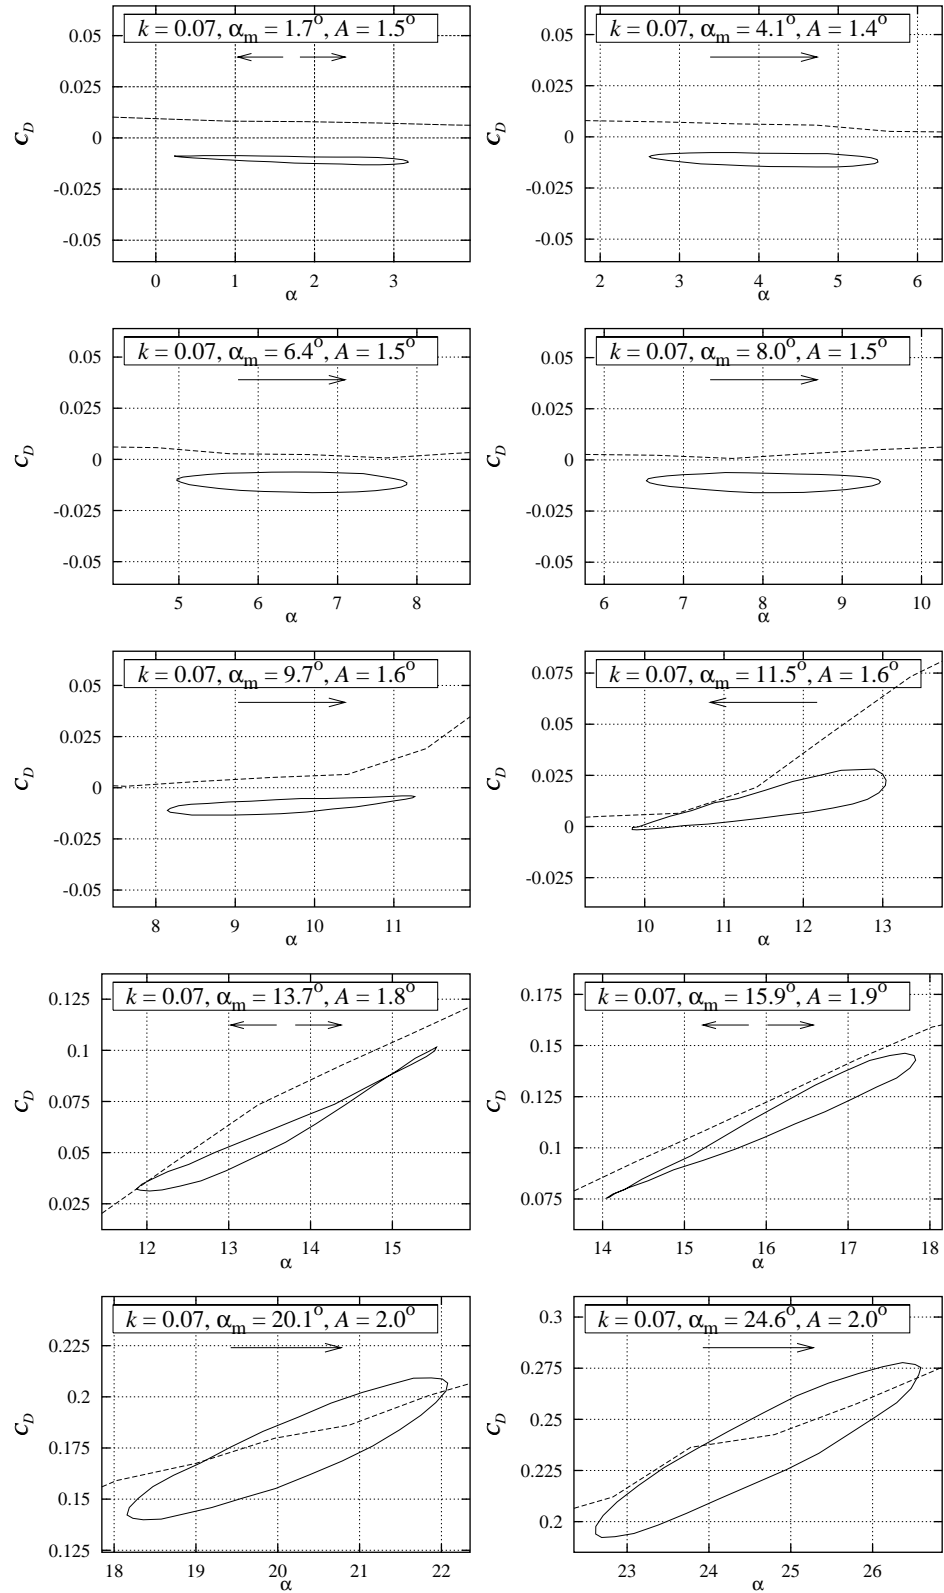 k = 0.07, αm = 1.7°, A = 1.5°
0.05
0.025
0
-0.025
-0.05
CD
0 1 2 3
α
k = 0.07, αm = 4.1°, A = 1.4°
0.05
0.025
0
-0.025
-0.05
CD
2 3 4 5 6
α
k = 0.07, αm = 6.4°, A = 1.5°
0.05
0.025
0
-0.025
-0.05
CD
5 6 7 8
α
k = 0.07, αm = 8.0°, A = 1.5°
0.05
0.025
0
-0.025
-0.05
CD
6 7 8 9 10
α
k = 0.07, αm = 9.7°, A = 1.6°
0.05
0.025
0
-0.025
-0.05
CD
8 9 10 11
α
k = 0.07, αm = 11.5°, A = 1.6°
0.075
0.05
0.025
0
-0.025
CD
10 11 12 13
α
k = 0.07, αm = 13.7°, A = 1.8°
0.125
0.1
0.075
0.05
0.025
CD
12 13 14 15
α
k = 0.07, αm = 15.9°, A = 1.9°
0.175
0.15
0.125
0.1
0.075
CD
14 15 16 17 18
α
k = 0.07, αm = 20.1°, A = 2.0°
0.225
0.2
0.175
0.15
0.125
CD
18 19 20 21 22
α
k = 0.07, αm = 24.6°, A = 2.0°
0.3
0.275
0.25
0.225
0.2
CD
23 24 25 26
α